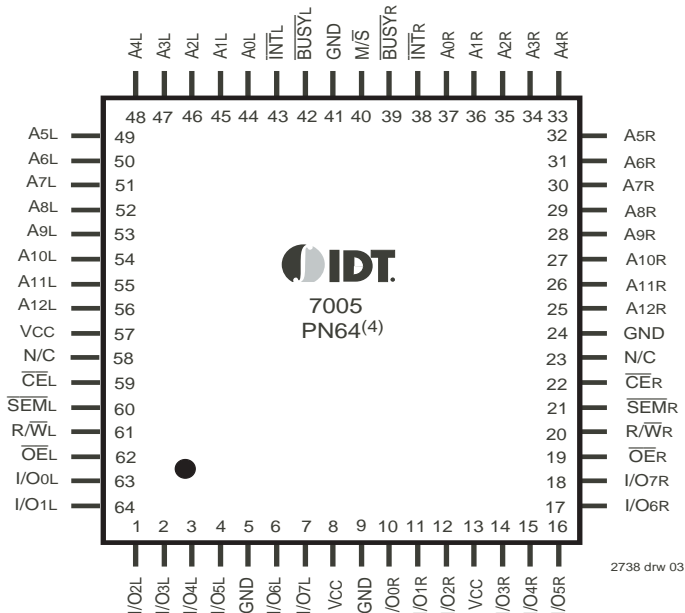 A4L A3L A2L A1L A0L INTL BUSYL GND M/S BUSYR INTR A0R A1R A2R A3R A4R
48 47 46 45 44 43 42 41 40 39 38 37 36 35 34 33
A5L 49 32 A5R
A6L 50 31 A6R
A7L 51 30 A7R
A8L 52 29 A8R
A9L 53 28 A9R
A10L 54 27 A10R
A11L 55 26 A11R
A12L 56 25 A12R
VCC 57 24 GND
N/C 58 23 N/C
CEL 59 22 CER
SEML 60 21 SEMR
R/WL 61 20 R/WR
OEL 62 19 OER
I/O0L 63 18 I/O7R
I/O1L 64 17 I/O6R
IDT.
7005
PN64(4)
1 2 3 4 5 6 7 8 9 10 11 12 13 14 15 16
I/O2L I/O3L I/O4L I/O5L GND I/O6L I/O7L VCC GND I/O0R I/O1R I/O2R VCC I/O3R I/O4R I/O5R
2738 drw 03